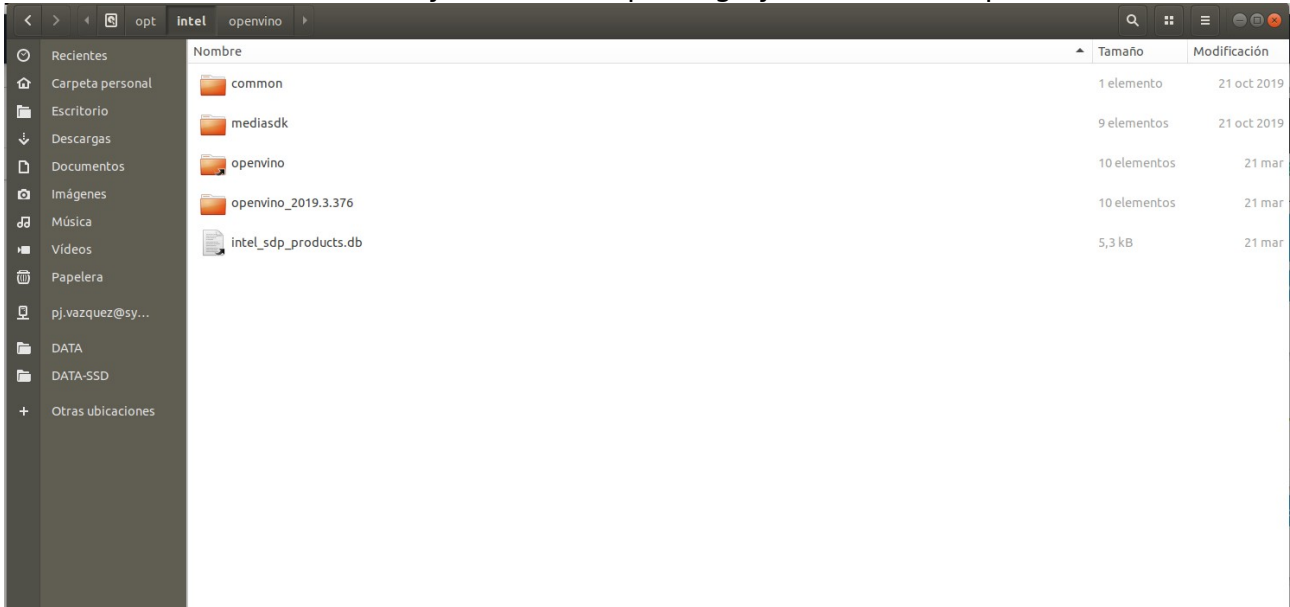 opt intel openvino
Nombre Tamaño Modificación
Recientes
Carpeta personal
Escritorio
Descargas
Documentos
Imágenes
Música
Vídeos
Papelera
pj.vazquez@sy...
DATA
DATA-SSD
Otras ubicaciones
common 1 elemento 21 oct 2019
mediasdk 9 elementos 21 oct 2019
openvino 10 elementos 21 mar
openvino_2019.3.376 10 elementos 21 mar
intel_sdp_products.db 5,3 kB 21 mar